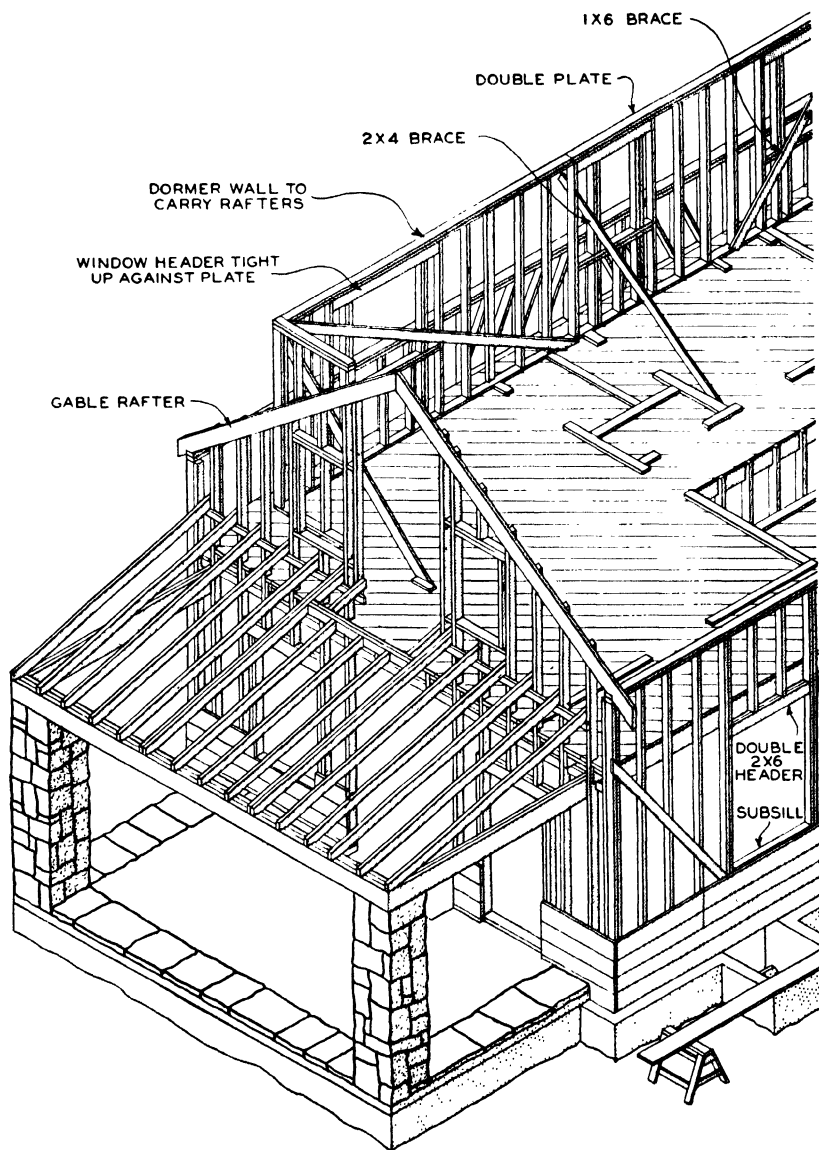 1X6 BRACE
DOUBLE PLATE
2X4 BRACE
DORMER WALL TO
CARRY RAFTERS
WINDOW HEADER TIGHT
UP AGAINST PLATE
GABLE RAFTER
DOUBLE
2X6
HEADER
SUBSILL